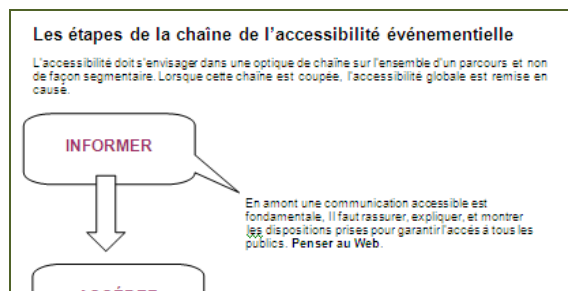 Les étapes de la chaîne de l'accessibilité événementielle
L'accessibilité doit s'envisager dans une optique de chaîne sur l'ensemble d'un parcours et non
de façon segmentaire. Lorsque cette chaîne est coupée, l'accessibilité globale est remise en
cause.
INFORMER
En amont une communication accessible est
fondamentale, Il faut rassurer, expliquer, et montrer
les dispositions prises pour garantir l'accés à tous les
publics. Penser au Web.
ACCÉDER